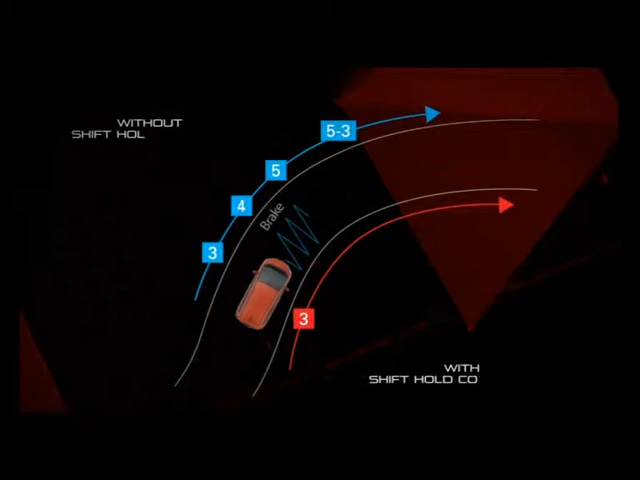 WITHOUT
SHIFT HOL
5-3
5
4
Brake
3
3
WITH
SHIFT HOLD CO